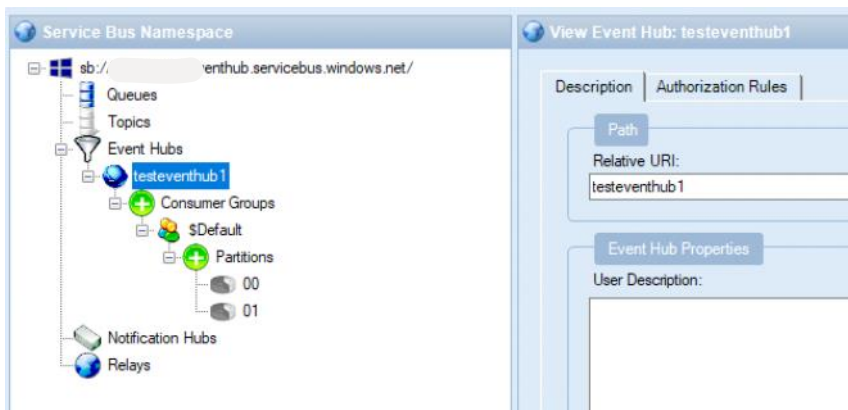 Service Bus Namespace
sb:/ venthub.servicebus.windows.net/
Queues
Topics
Event Hubs
testeventhub1
Consumer Groups
$Default
Partitions
00
01
Notification Hubs
Relays
View Event Hub: testeventhub1
Description Authorization Rules
Path
Relative URI:
testeventhub1
Event Hub Properties
User Description: